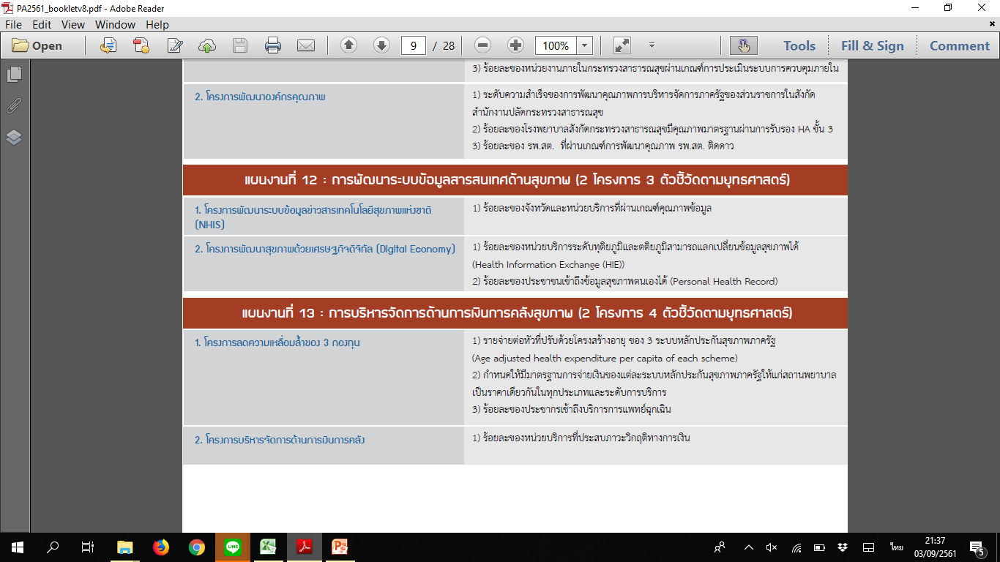 PA2561_bookletv8.pdf - Adobe Reader
File Edit View Window Help
Open 9 / 28 100% Tools Fill & Sign Comment
3) ร้อยละของหน่วยงานภายในกระทรวงสาธารณสุขผ่านเกณฑ์การประเมินระบบการควบคุมภายใน
2. โครงการพัฒนาองค์กรคุณภาพ
1) ระดับความสำเร็จของการพัฒนาคุณภาพการบริหารจัดการภาครัฐของส่วนราชการในสังกัด
สำนักงานปลัดกระทรวงสาธารณสุข
2) ร้อยละของโรงพยาบาลสังกัดกระทรวงสาธารณสุขมีคุณภาพมาตรฐานผ่านการรับรอง HA ขั้น 3
3) ร้อยละของ รพ.สต. ที่ผ่านเกณฑ์การพัฒนาคุณภาพ รพ.สต. ติดดาว
แผนงานที่ 12 : การพัฒนาระบบข้อมูลสารสนเทศด้านสุขภาพ (2 โครงการ 3 ตัวชี้วัดตามยุทธศาสตร์)
1. โครงการพัฒนาระบบข้อมูลข่าวสารเทคโนโลยีสุขภาพแห่งชาติ
(NHIS)
1) ร้อยละของจังหวัดและหน่วยบริการที่ผ่านเกณฑ์คุณภาพข้อมูล
2. โครงการพัฒนาสุขภาพด้วยเศรษฐกิจดิจิทัล (Digital Economy)
1) ร้อยละของหน่วยบริการระดับทุติยภูมิและตติยภูมิสามารถแลกเปลี่ยนข้อมูลสุขภาพได้
(Health Information Exchange (HIE))
2) ร้อยละของประชาชนเข้าถึงข้อมูลสุขภาพตนเองได้ (Personal Health Record)
แผนงานที่ 13 : การบริหารจัดการด้านการเงินการคลังสุขภาพ (2 โครงการ 4 ตัวชี้วัดตามยุทธศาสตร์)
1. โครงการลดความเหลื่อมล้ำของ 3 กองทุน
1) รายจ่ายต่อหัวที่ปรับด้วยโครงสร้างอายุ ของ 3 ระบบหลักประกันสุขภาพภาครัฐ
(Age adjusted health expenditure per capita of each scheme)
2) กำหนดให้มีมาตรฐานการจ่ายเงินของแต่ละระบบหลักประกันสุขภาพภาครัฐให้แก่สถานพยาบาล
เป็นราคาเดียวกันในทุกประเภทและระดับการบริการ
3) ร้อยละของประชากรเข้าถึงบริการการแพทย์ฉุกเฉิน
2. โครงการบริหารจัดการด้านการเงินการคลัง
1) ร้อยละของหน่วยบริการที่ประสบภาวะวิกฤติทางการเงิน
LINE
ไทย
21:37
03/09/2561
5